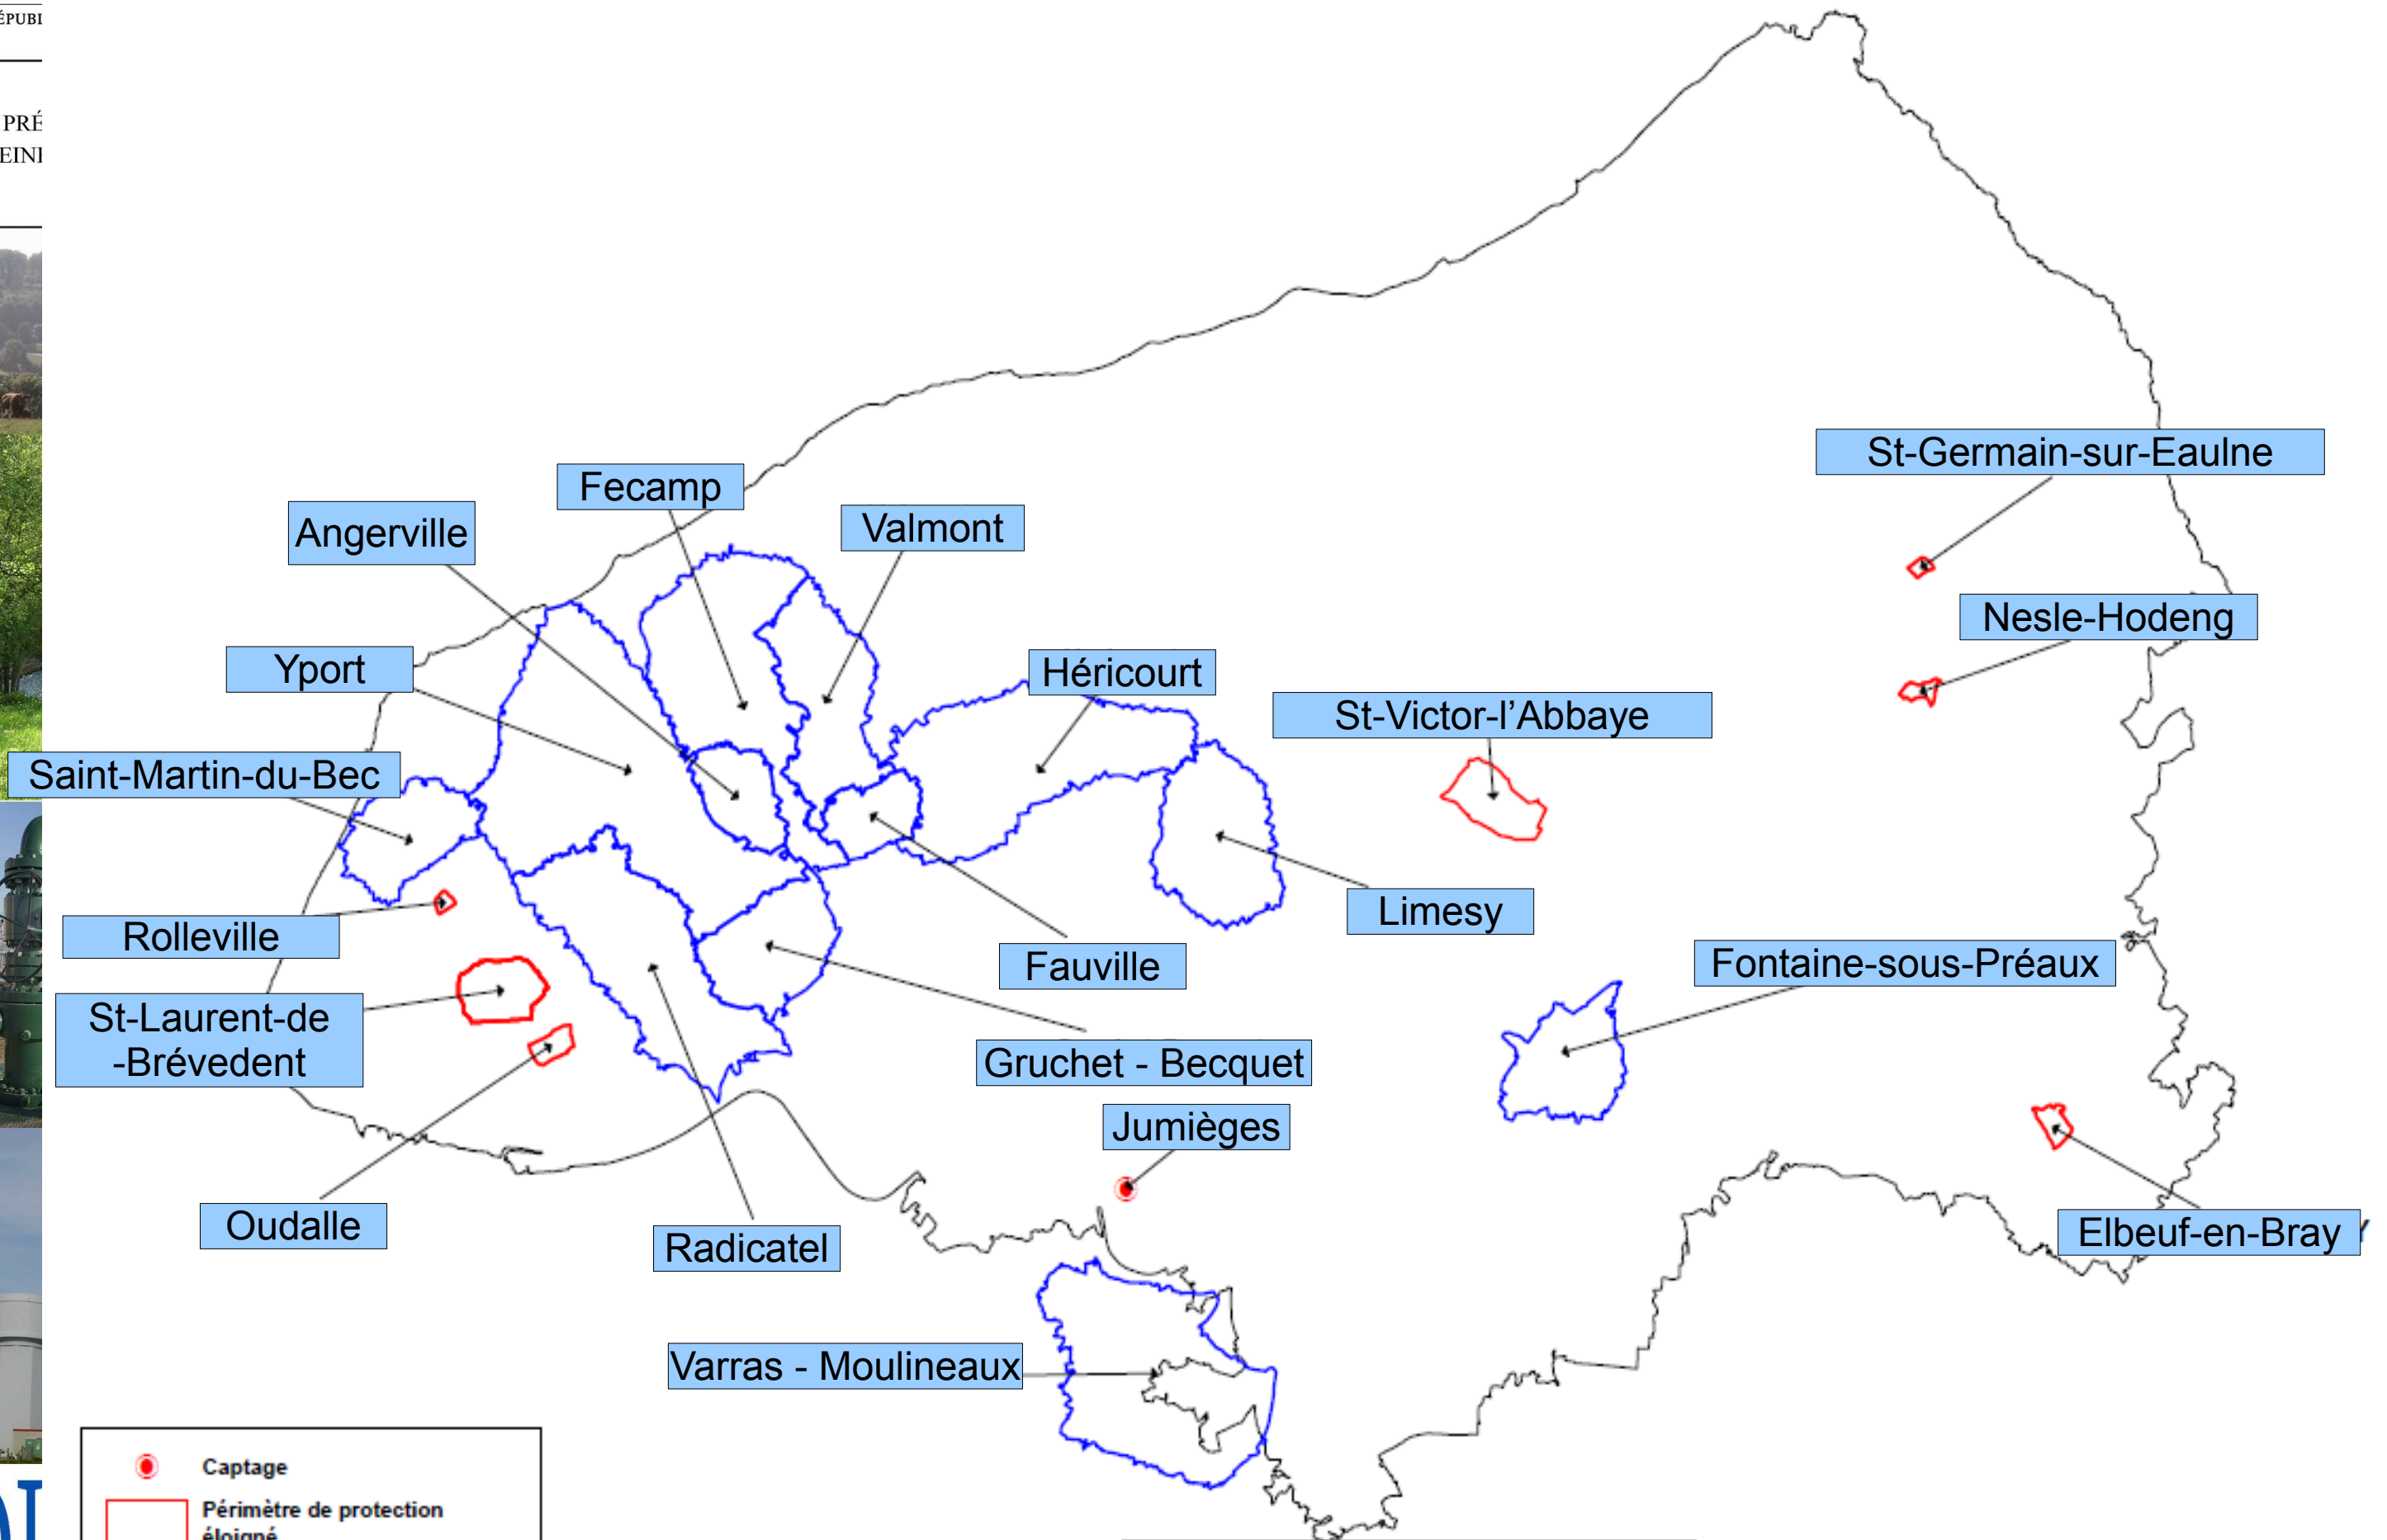 PRÉ
Fecamp
St-Germain-sur-Eaulne
Angerville
Valmont
Nesle-Hodeng
Yport
Héricourt
St-Victor-l'Abbaye
Saint-Martin-du-Bec
Limesy
Rolleville
Fauville
Fontaine-sous-Préaux
St-Laurent-de
-Brévedent
Gruchet - Becquet
Jumièges
Oudalle
Radicatel
Elbeuf-en-Bray
Varras - Moulineaux
Captage
Périmètre de protection
éloigné